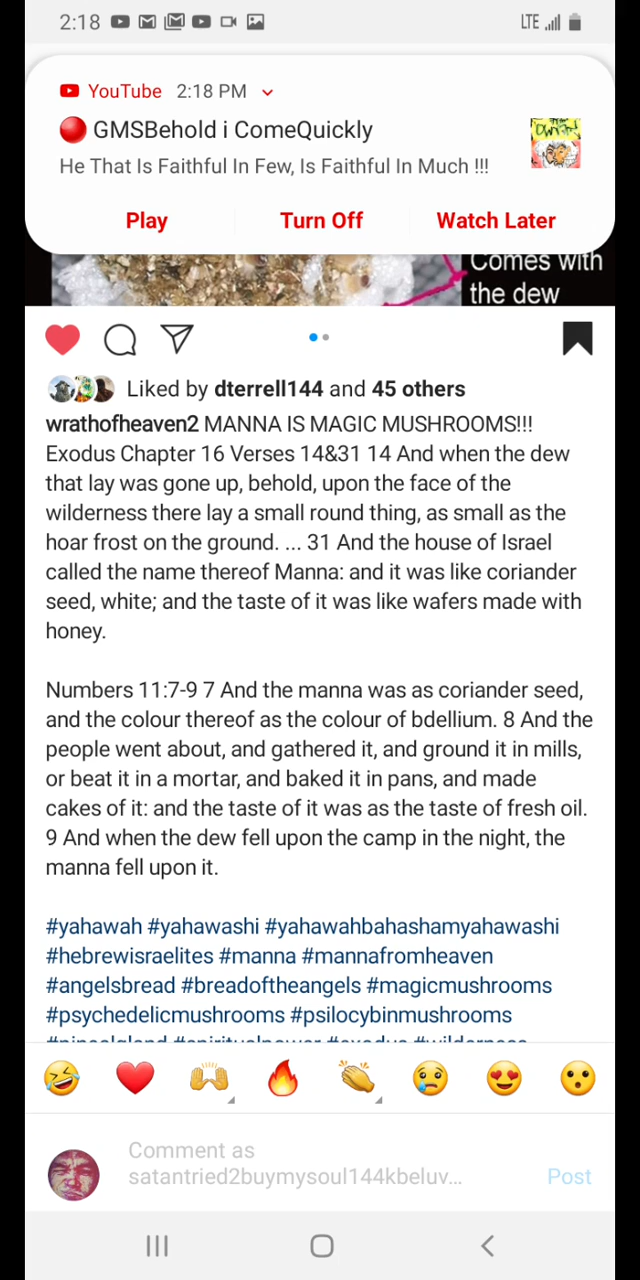 2:18
LTE
YouTube 2:18 PM
GMSBehold i ComeQuickly
He That Is Faithful In Few, Is Faithful In Much !!!
Play Turn Off Watch Later
Comes with
the dew
Liked by dterrell144 and 45 others
wrathofheaven2 MANNA IS MAGIC MUSHROOMS!!!
Exodus Chapter 16 Verses 14&31 14 And when the dew
that lay was gone up, behold, upon the face of the
wilderness there lay a small round thing, as small as the
hoar frost on the ground. ... 31 And the house of Israel
called the name thereof Manna: and it was like coriander
seed, white; and the taste of it was like wafers made with
honey.
Numbers 11:7-9 7 And the manna was as coriander seed,
and the colour thereof as the colour of bdellium. 8 And the
people went about, and gathered it, and ground it in mills,
or beat it in a mortar, and baked it in pans, and made
cakes of it: and the taste of it was as the taste of fresh oil.
9 And when the dew fell upon the camp in the night, the
manna fell upon it.
#yahawah #yahawashi #yahawahbahashamyahawashi
#hebrewisraelites #manna #mannafromheaven
#angelsbread #breadoftheangels #magicmushrooms
#psychedelicmushrooms #psilocybinmushrooms
#pinealgland #spiritualpower #exodus #wilderness
Comment as
satantried2buymysoul144kbeluv...
Post